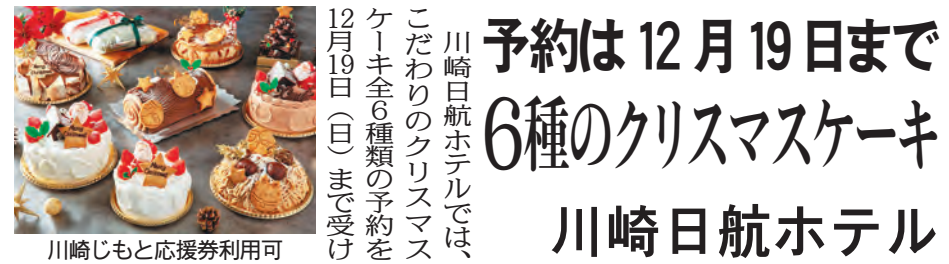 予約は12月19日まで
6種のクリスマスケーキ
川崎日航ホテル
川崎日航ホテルでは、
こだわりのクリスマス
ケーキ全6種類の予約を
12月19日（日）まで受け
川崎じもと応援券利用可